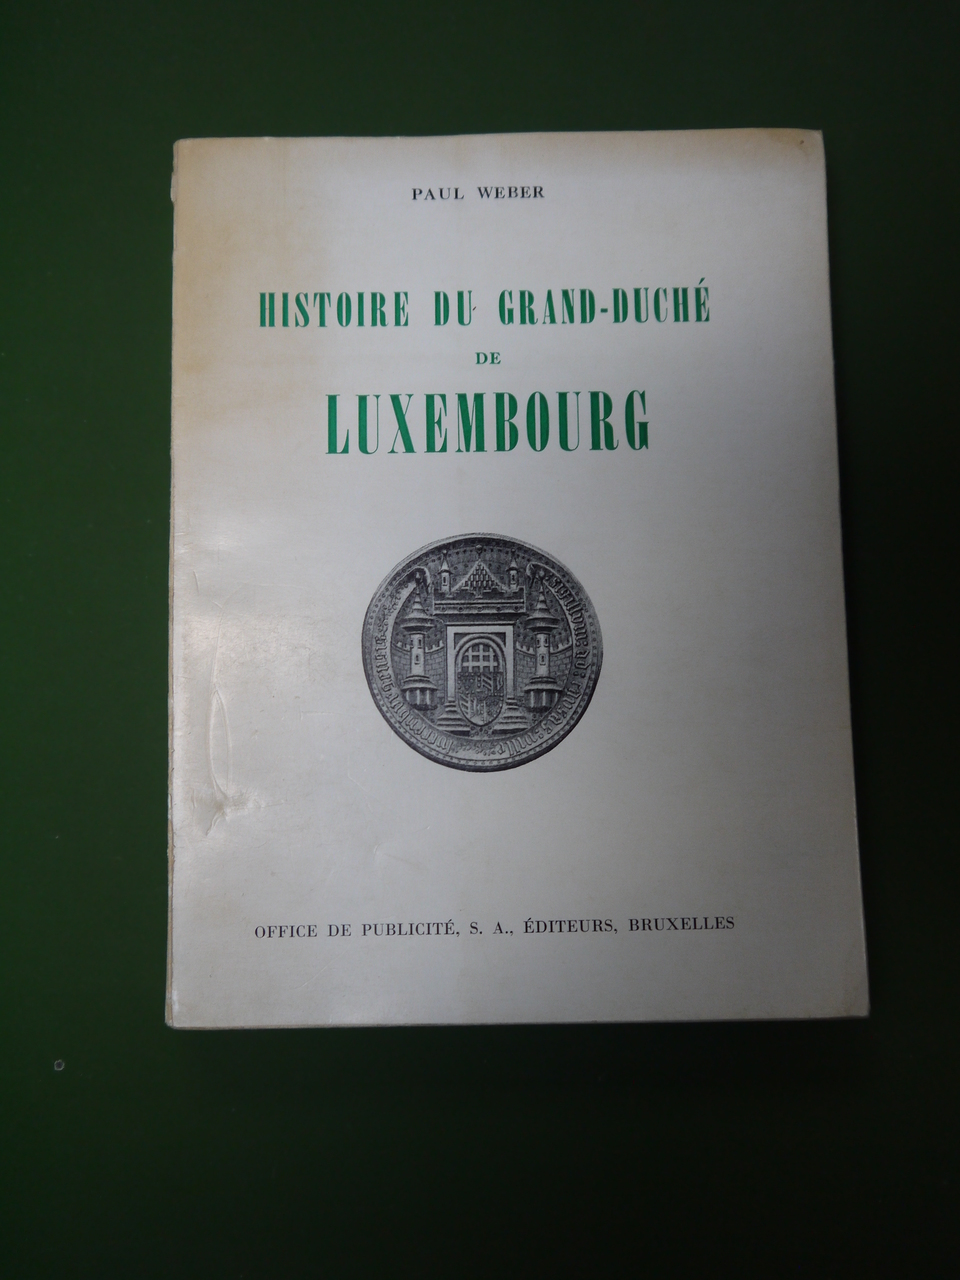 PAUL WEBER
HISTOIRE DU GRAND-DUCHÉ
DE
LUXEMBOURG
OFFICE DE PUBLICITÉ, S. A., ÉDITEURS, BRUXELLES